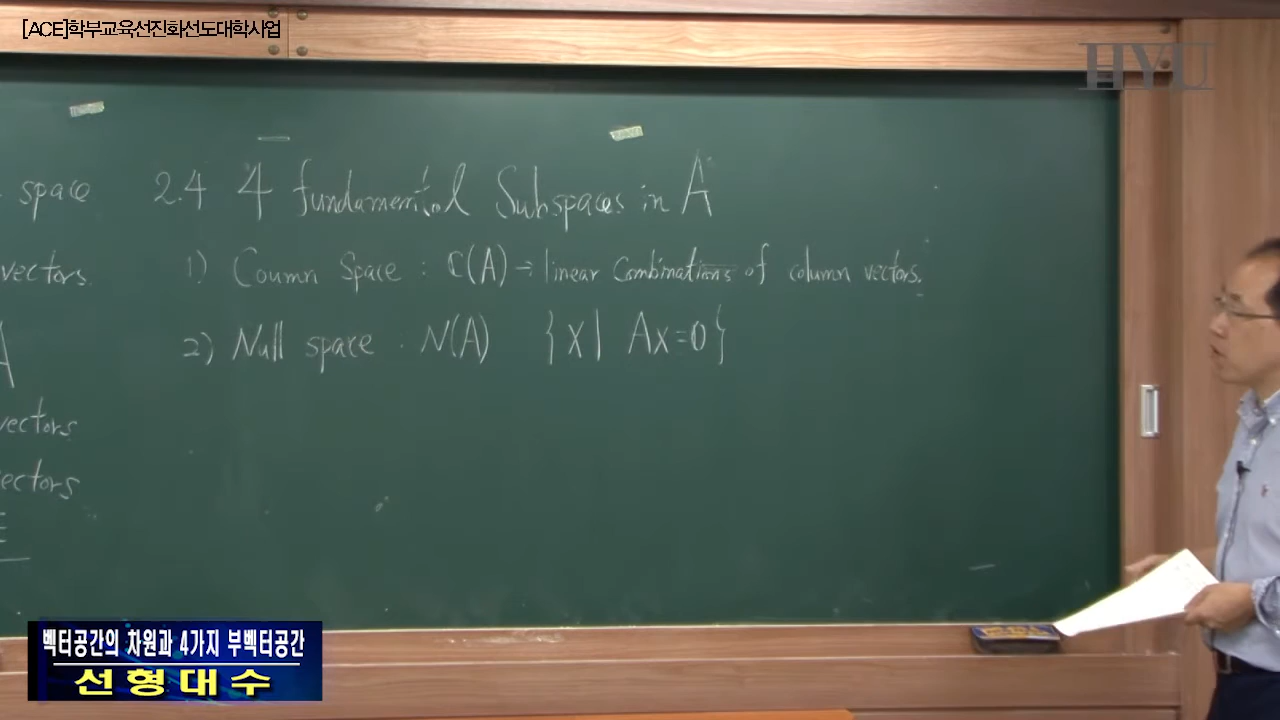 [ACE]학부교육선진화선도대학사업
HYU
space
vectors.
A
vectors
vectors
2.4 4 fundamental Subspaces in A
1) Coumn Space : C(A) = linear Combinations of column vectors.
2) Null space . N(A) {x| Ax=0}
벡터공간의 차원과 4가지 부벡터공간
선형대수